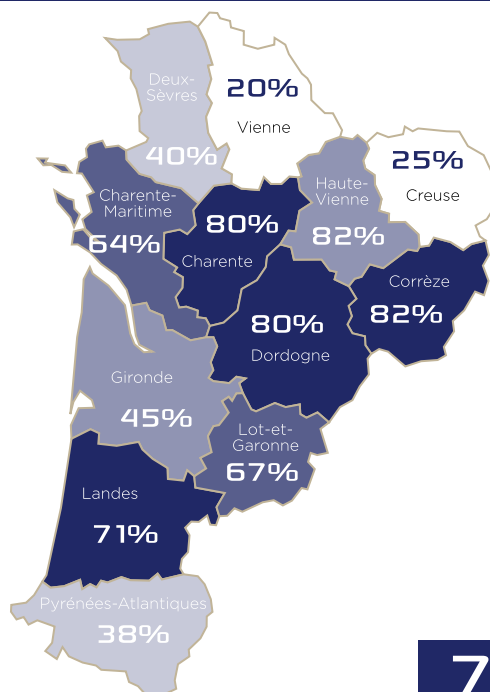 Deux-
Sèvres
40%
20%
Vienne
25%
Creuse
Haute-
Vienne
82%
Charente-
Maritime
64%
80%
Charente
Corrèze
82%
80%
Dordogne
Gironde
45%
Lot-et-
Garonne
67%
Landes
71%
Pyrénées-Atlantiques
38%
7